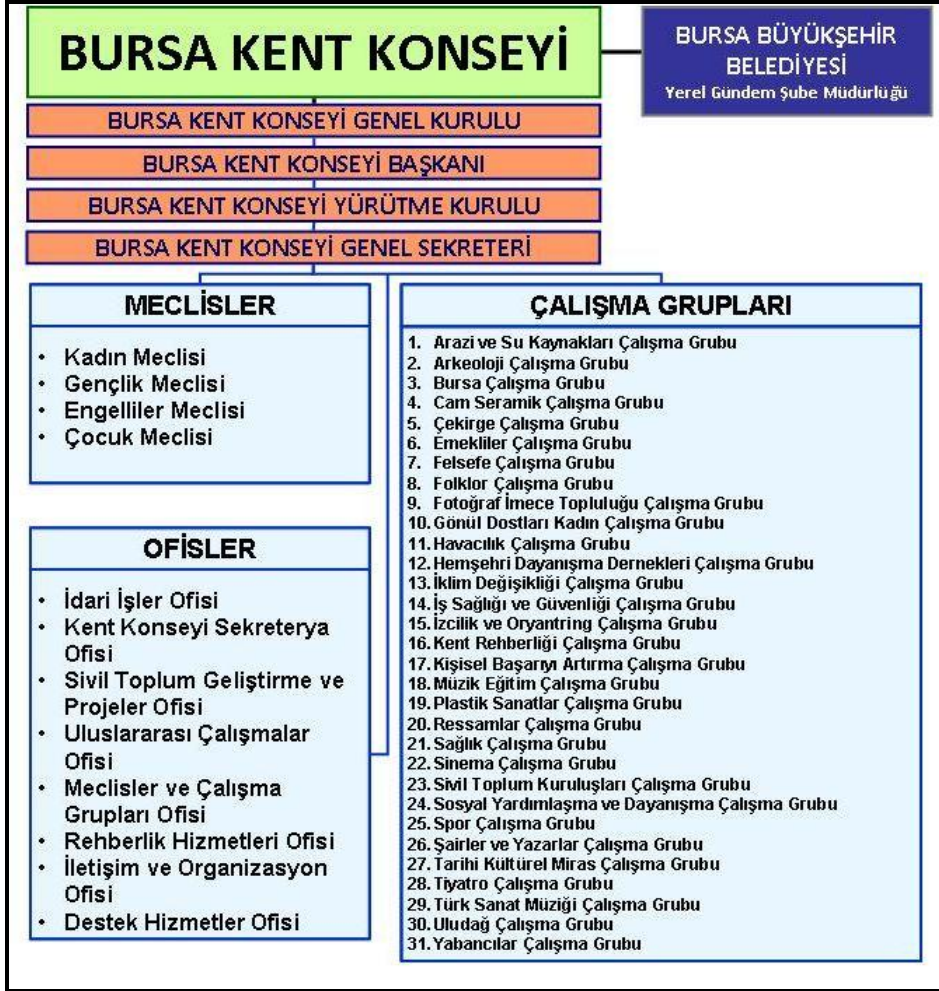 BURSA KENT KONSEYİ
BURSA BÜYÜKŞEHİR
BELEDİYESİ
Yerel Gündem Şube Müdürlüğü
BURSA KENT KONSEYİ GENEL KURULU
BURSA KENT KONSEYİ BAŞKANI
BURSA KENT KONSEYİ YÜRÜTME KURULU
BURSA KENT KONSEYİ GENEL SEKRETERİ
MECLİSLER
• Kadın Meclisi
• Gençlik Meclisi
• Engelliler Meclisi
• Çocuk Meclisi
OFİSLER
• İdari İşler Ofisi
• Kent Konseyi Sekreterya
Ofisi
• Sivil Toplum Geliştirme ve
Projeler Ofisi
• Uluslararası Çalışmalar
Ofisi
• Meclisler ve Çalışma
Grupları Ofisi
• Rehberlik Hizmetleri Ofisi
• İletişim ve Organizasyon
Ofisi
• Destek Hizmetler Ofisi
ÇALIŞMA GRUPLARI
1. Arazi ve Su Kaynakları Çalışma Grubu
2. Arkeoloji Çalışma Grubu
3. Bursa Çalışma Grubu
4. Cam Seramik Çalışma Grubu
5. Çekirge Çalışma Grubu
6. Emekliler Çalışma Grubu
7. Felsefe Çalışma Grubu
8. Folklor Çalışma Grubu
9. Fotoğraf İmece Topluluğu Çalışma Grubu
10. Gönül Dostları Kadın Çalışma Grubu
11. Havacılık Çalışma Grubu
12. Hemşehri Dayanışma Dernekleri Çalışma Grubu
13. İklim Değişikliği Çalışma Grubu
14. İş Sağlığı ve Güvenliği Çalışma Grubu
15. İzcilik ve Oryantring Çalışma Grubu
16. Kent Rehberliği Çalışma Grubu
17. Kişisel Başarıyı Artırma Çalışma Grubu
18. Müzik Eğitim Çalışma Grubu
19. Plastik Sanatlar Çalışma Grubu
20. Ressamlar Çalışma Grubu
21. Sağlık Çalışma Grubu
22. Sinema Çalışma Grubu
23. Sivil Toplum Kuruluşları Çalışma Grubu
24. Sosyal Yardımlaşma ve Dayanışma Çalışma Grubu
25. Spor Çalışma Grubu
26. Şairler ve Yazarlar Çalışma Grubu
27. Tarihi Kültürel Miras Çalışma Grubu
28. Tiyatro Çalışma Grubu
29. Türk Sanat Müziği Çalışma Grubu
30. Uludağ Çalışma Grubu
31. Yabancılar Çalışma Grubu